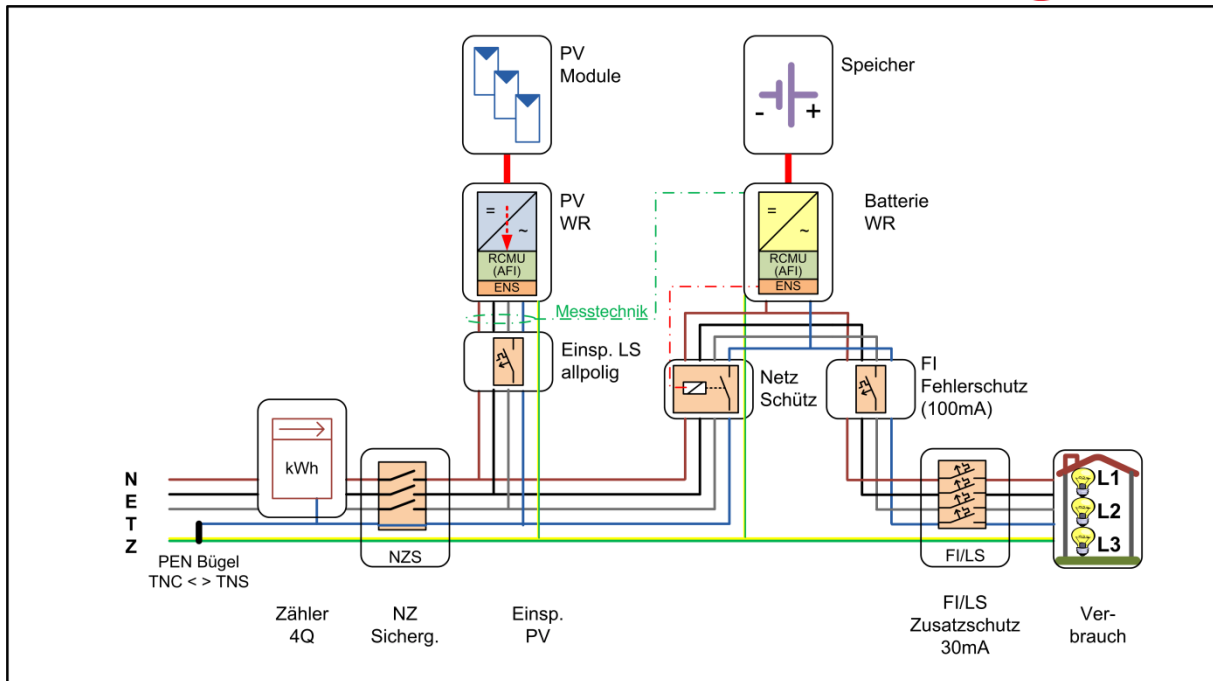 PV
Module
Speicher
-
+
=
~
RCMU
(AFI)
ENS
PV
WR
=
~
RCMU
(AFI)
ENS
Batterie
WR
Messtechnik
Einsp. LS
allpolig
Netz
Schütz
FI
Fehlerschutz
(100mA)
kWh
N
E
T
Z
L1
L2
L3
NZS
FI/LS
PEN Bügel
TNC < > TNS
Zähler
4Q
NZ
Sicherg.
Einsp.
PV
FI/LS
Zusatzschutz
30mA
Ver-
brauch